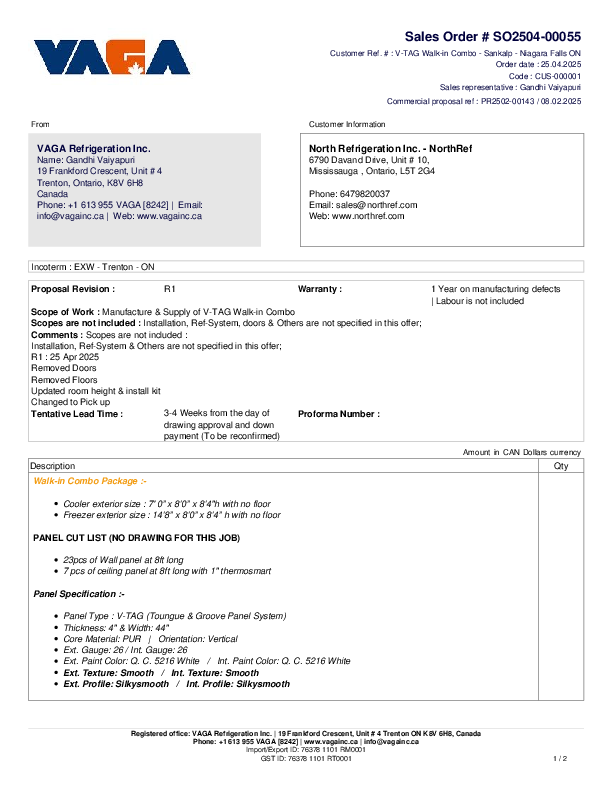 VAGA
Sales Order # SO2504-00055
Customer Ref. # : V-TAG Walk-in Combo - Sankalp - Niagara Falls ON
Order date : 25.04.2025
Code : CUS-000001
Sales representative : Gandhi Vaiyapuri
Commercial proposal ref : PR2502-00143 / 08.02.2025
From
VAGA Refrigeration Inc.
Name: Gandhi Vaiyapuri
19 Frankford Crescent, Unit # 4
Trenton, Ontario, K8V 6H8
Canada
Phone: +1 613 955 VAGA [8242] | Email:
info@vagainc.ca | Web: www.vagainc.ca
Customer Information
North Refrigeration Inc. - NorthRef
6790 Davand Drive, Unit # 10,
Mississauga , Ontario, L5T 2G4
Phone: 6479820037
Email: sales@northref.com
Web: www.northref.com
Incoterm : EXW - Trenton - ON
Proposal Revision : R1 Warranty : 1 Year on manufacturing defects
| Labour is not included
Scope of Work : Manufacture & Supply of V-TAG Walk-in Combo
Scopes are not included : Installation, Ref-System, doors & Others are not specified in this offer;
Comments : Scopes are not included :
Installation, Ref-System & Others are not specified in this offer;
R1 : 25 Apr 2025
Removed Doors
Removed Floors
Updated room height & install kit
Changed to Pick up
Tentative Lead Time : 3-4 Weeks from the day of Proforma Number :
drawing approval and down
payment (To be reconfirmed)
Amount in CAN Dollars currency
Description Qty
Walk-in Combo Package :-
• Cooler exterior size : 7' 0" x 8'0" x 8'4"h with no floor
• Freezer exterior size : 14'8" x 8'0" x 8'4" h with no floor
PANEL CUT LIST (NO DRAWING FOR THIS JOB)
• 23pcs of Wall panel at 8ft long
• 7 pcs of ceiling panel at 8ft long with 1" thermosmart
Panel Specification :-
• Panel Type : V-TAG (Toungue & Groove Panel System)
• Thickness: 4" & Width: 44"
• Core Material: PUR | Orientation: Vertical
• Ext. Gauge: 26 / Int. Gauge: 26
• Ext. Paint Color: Q. C. 5216 White / Int. Paint Color: Q. C. 5216 White
• Ext. Texture: Smooth / Int. Texture: Smooth
• Ext. Profile: Silkysmooth / Int. Profile: Silkysmooth
Registered office: VAGA Refrigeration Inc. | 19 Frankford Crescent, Unit # 4 Trenton ON K8V 6H8, Canada
Phone: +1 613 955 VAGA [8242] | www.vagainc.ca | info@vagainc.ca
Import/Export ID: 76378 1101 RM0001
GST ID: 76378 1101 RT0001
1 / 2